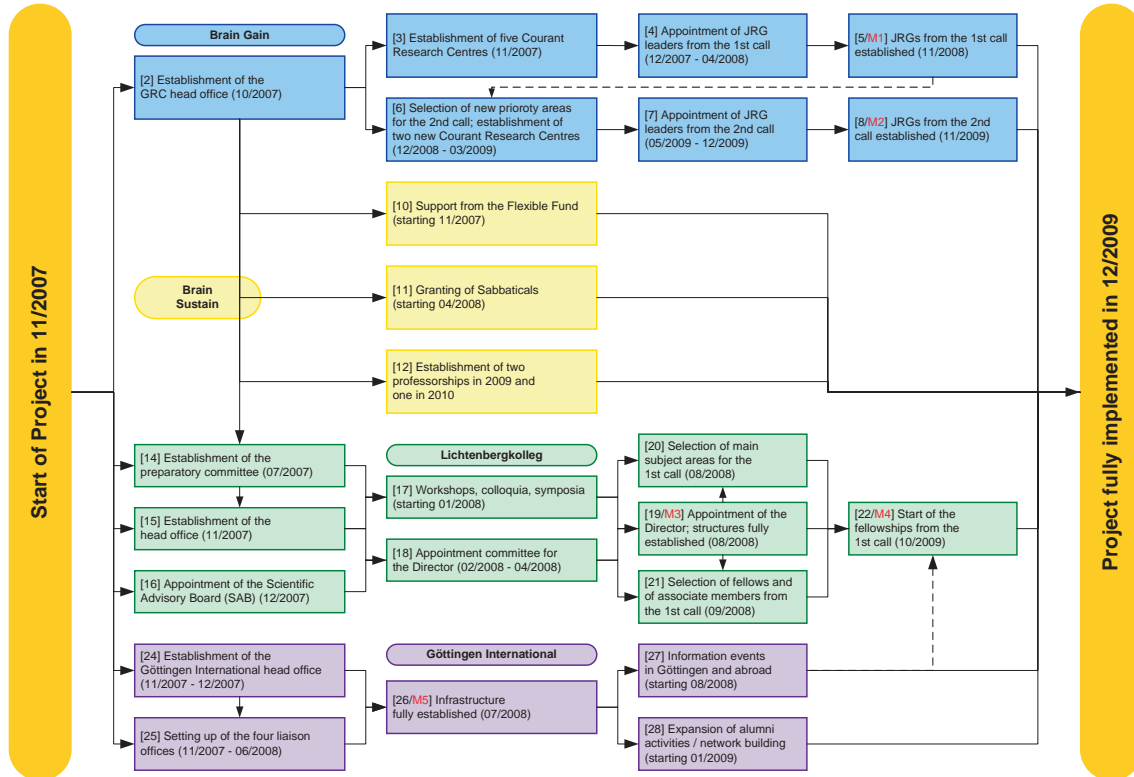 Start of Project in 11/2007
Brain Gain
[2] Establishment of the
GRC head office (10/2007)
[3] Establishment of five Courant
Research Centres (11/2007)
[4] Appointment of JRG
leaders from the 1st call
(12/2007 - 04/2008)
[5/M1] JRGs from the 1st call
established (11/2008)
[6] Selection of new prioroty areas
for the 2nd call; establishment of
two new Courant Research Centres
(12/2008 - 03/2009)
[7] Appointment of JRG
leaders from the 2nd call
(05/2009 - 12/2009)
[8/M2] JRGs from the 2nd
call established (11/2009)
[10] Support from the Flexible Fund
(starting 11/2007)
Brain
Sustain
[11] Granting of Sabbaticals
(starting 04/2008)
[12] Establishment of two
professorships in 2009 and
one in 2010
[14] Establishment of the
preparatory committee (07/2007)
[15] Establishment of the
head office (11/2007)
[16] Appointment of the Scientific
Advisory Board (SAB) (12/2007)
Lichtenbergkolleg
[17] Workshops, colloquia, symposia
(starting 01/2008)
[18] Appointment committee for
the Director (02/2008 - 04/2008)
[20] Selection of main
subject areas for the
1st call (08/2008)
[19/M3] Appointment of the
Director; structures fully
established (08/2008)
[21] Selection of fellows and
of associate members from
the 1st call (09/2008)
[22/M4] Start of the
fellowships from the
1st call (10/2009)
[24] Establishment of the
Göttingen International head office
(11/2007 - 12/2007)
[25] Setting up of the four liaison
offices (11/2007 - 06/2008)
Göttingen International
[26/M5] Infrastructure
fully established (07/2008)
[27] Information events
in Göttingen and abroad
(starting 08/2008)
[28] Expansion of alumni
activities / network building
(starting 01/2009)
Project fully implemented in 12/2009